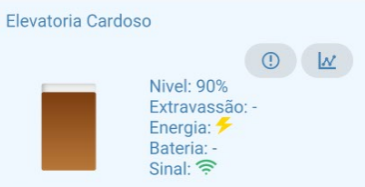 Elevatoria Cardoso
Nivel: 90%
Extravassão: -
Energia:
Bateria: -
Sinal: